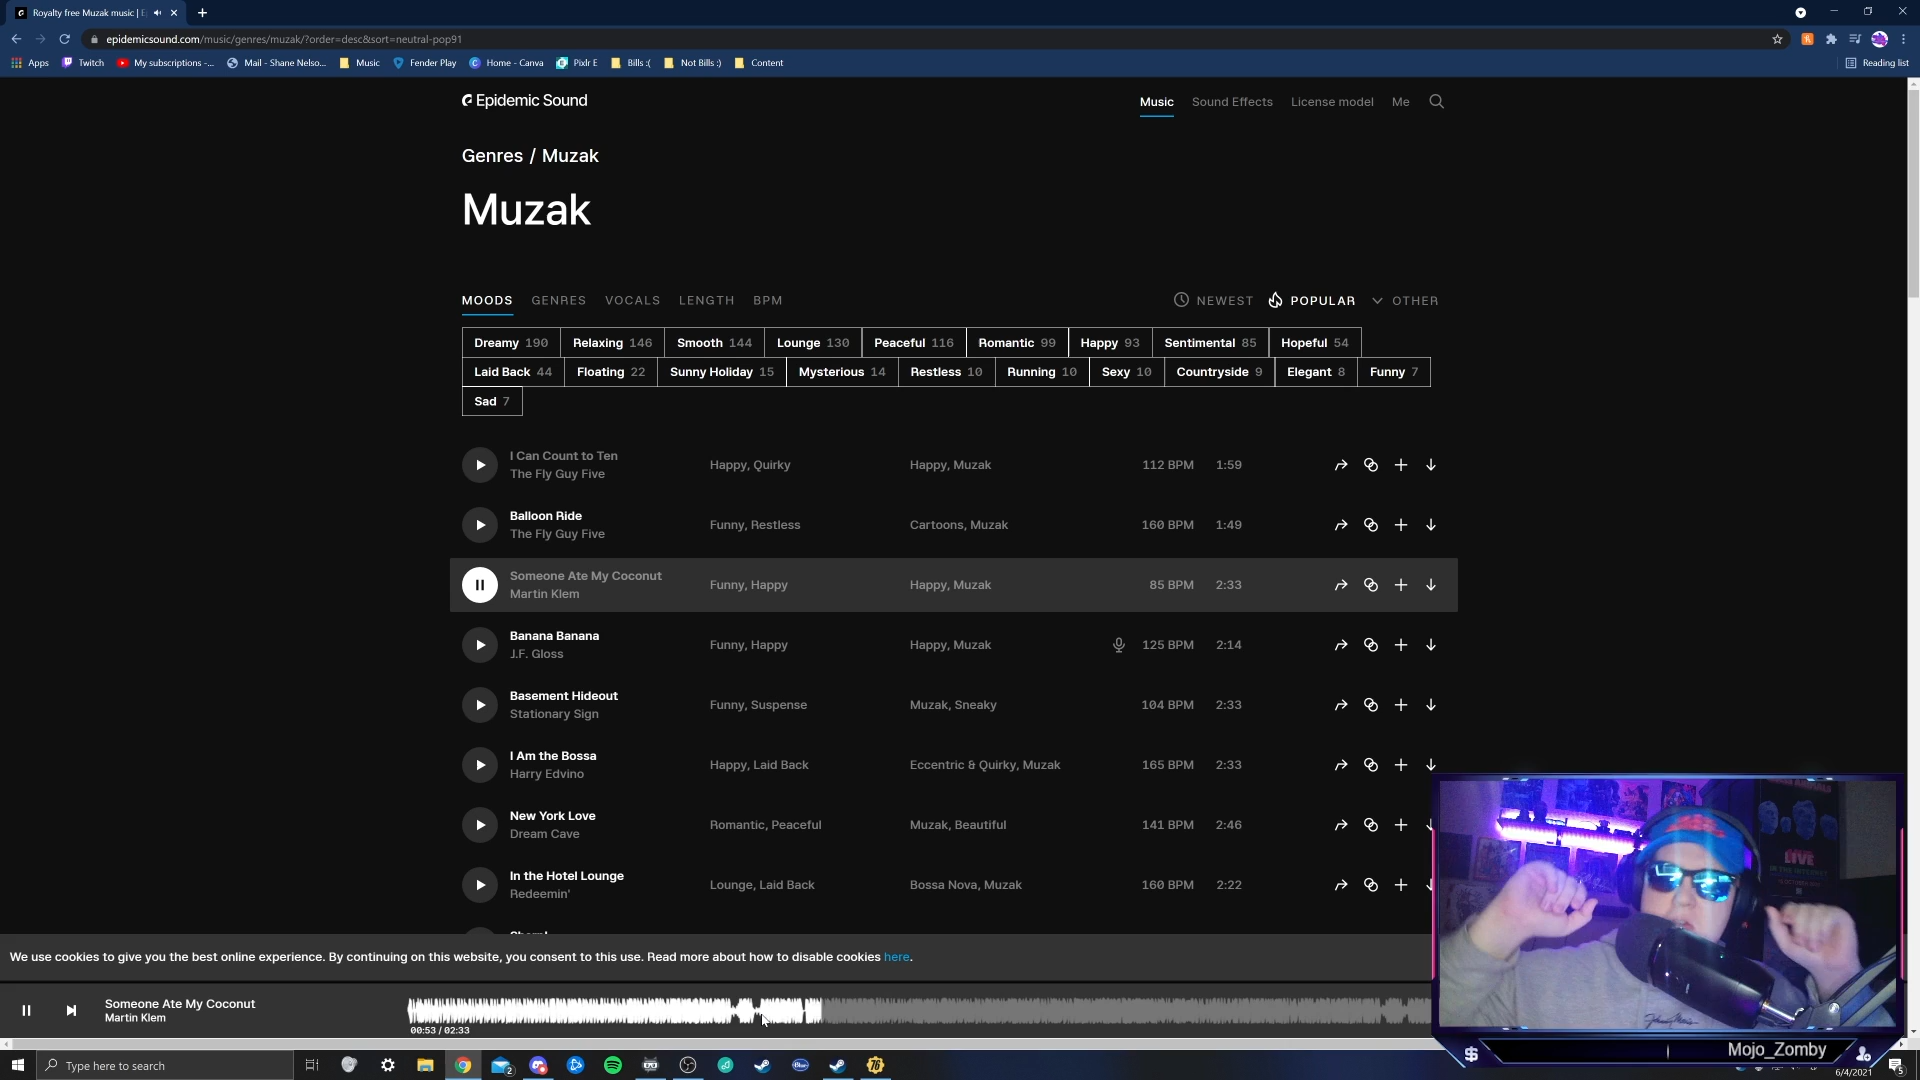 Royalty free Muzak music | E
epidemicsound.com/music/genres/muzak/?order=desc&sort=neutral-pop91
Apps Twitch My subscriptions -... Mail - Shane Nelso... Music Fender Play Home - Canva Pixlr E Bills :( Not Bills :) Content Reading list
Epidemic Sound
Music Sound Effects License model Me
Genres / Muzak
Muzak
MOODS GENRES VOCALS LENGTH BPM NEWEST POPULAR OTHER
Dreamy 190 Relaxing 146 Smooth 144 Lounge 130 Peaceful 116 Romantic 99 Happy 93 Sentimental 85 Hopeful 54
Laid Back 44 Floating 22 Sunny Holiday 15 Mysterious 14 Restless 10 Running 10 Sexy 10 Countryside 9 Elegant 8 Funny 7
Sad 7
I Can Count to Ten
The Fly Guy Five
Happy, Quirky Happy, Muzak 112 BPM 1:59
Balloon Ride
The Fly Guy Five
Funny, Restless Cartoons, Muzak 160 BPM 1:49
Someone Ate My Coconut
Martin Klem
Funny, Happy Happy, Muzak 85 BPM 2:33
Banana Banana
J.F. Gloss
Funny, Happy Happy, Muzak 125 BPM 2:14
Basement Hideout
Stationary Sign
Funny, Suspense Muzak, Sneaky 104 BPM 2:33
I Am the Bossa
Harry Edvino
Happy, Laid Back Eccentric & Quirky, Muzak 165 BPM 2:33
New York Love
Dream Cave
Romantic, Peaceful Muzak, Beautiful 141 BPM 2:46
In the Hotel Lounge
Redeemin'
Lounge, Laid Back Bossa Nova, Muzak 160 BPM 2:22
We use cookies to give you the best online experience. By continuing on this website, you consent to this use. Read more about how to disable cookies here.
Someone Ate My Coconut
Martin Klem
00:53 / 02:33
LIVE
Mojo_Zomby
Type here to search
2
76
6/4/2021
5